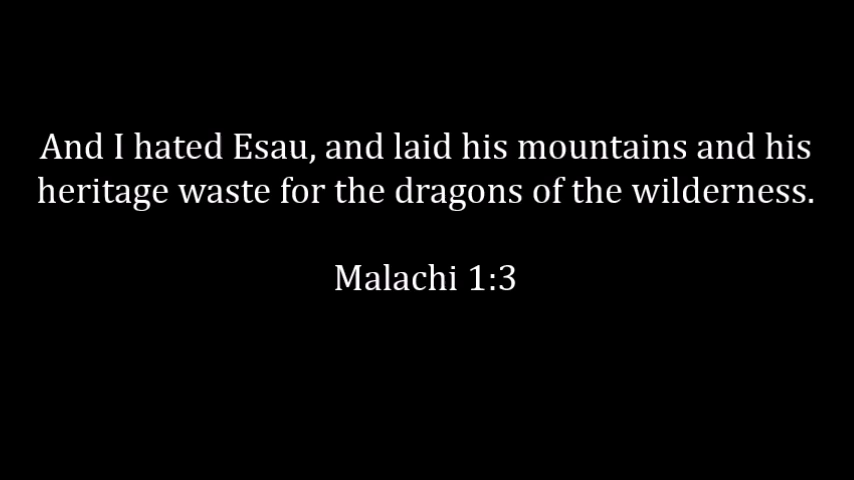 And I hated Esau, and laid his mountains and his
heritage waste for the dragons of the wilderness.
Malachi 1:3